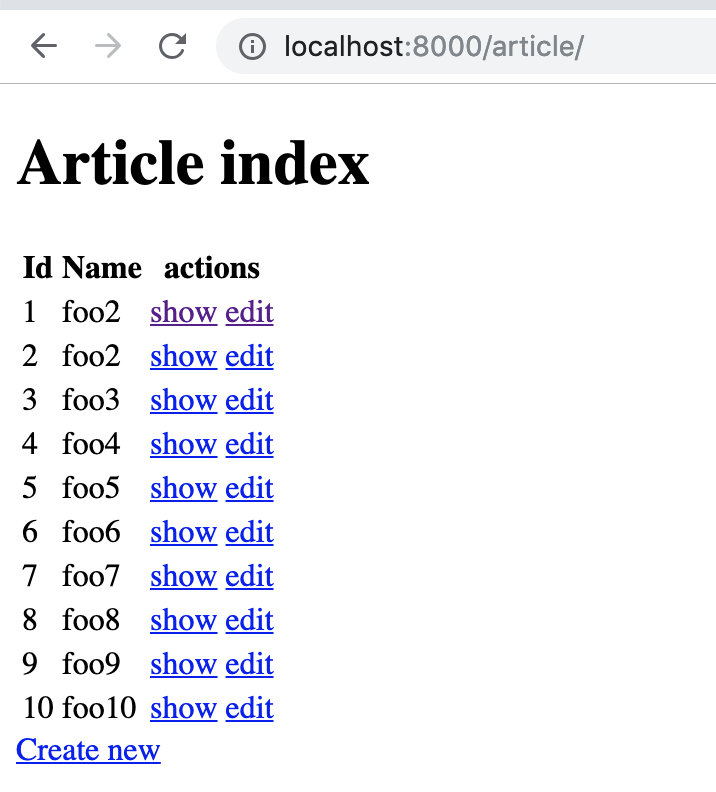 localhost:8000/article/
Article index
Id Name actions
1 foo2 show edit
2 foo2 show edit
3 foo3 show edit
4 foo4 show edit
5 foo5 show edit
6 foo6 show edit
7 foo7 show edit
8 foo8 show edit
9 foo9 show edit
10 foo10 show edit
Create new